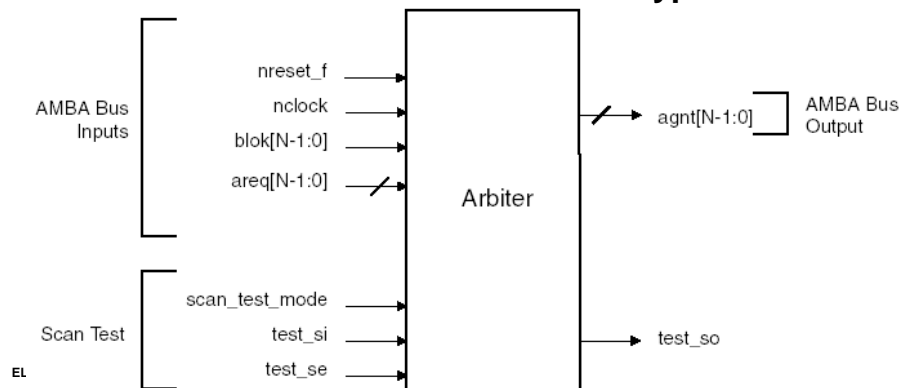 nreset_f
nclock
blok[N-1:0]
areq[N-1:0]
AMBA Bus
Inputs
Arbiter
agnt[N-1:0]
AMBA Bus
Output
scan_test_mode
test_si
test_se
Scan Test
test_so
EL